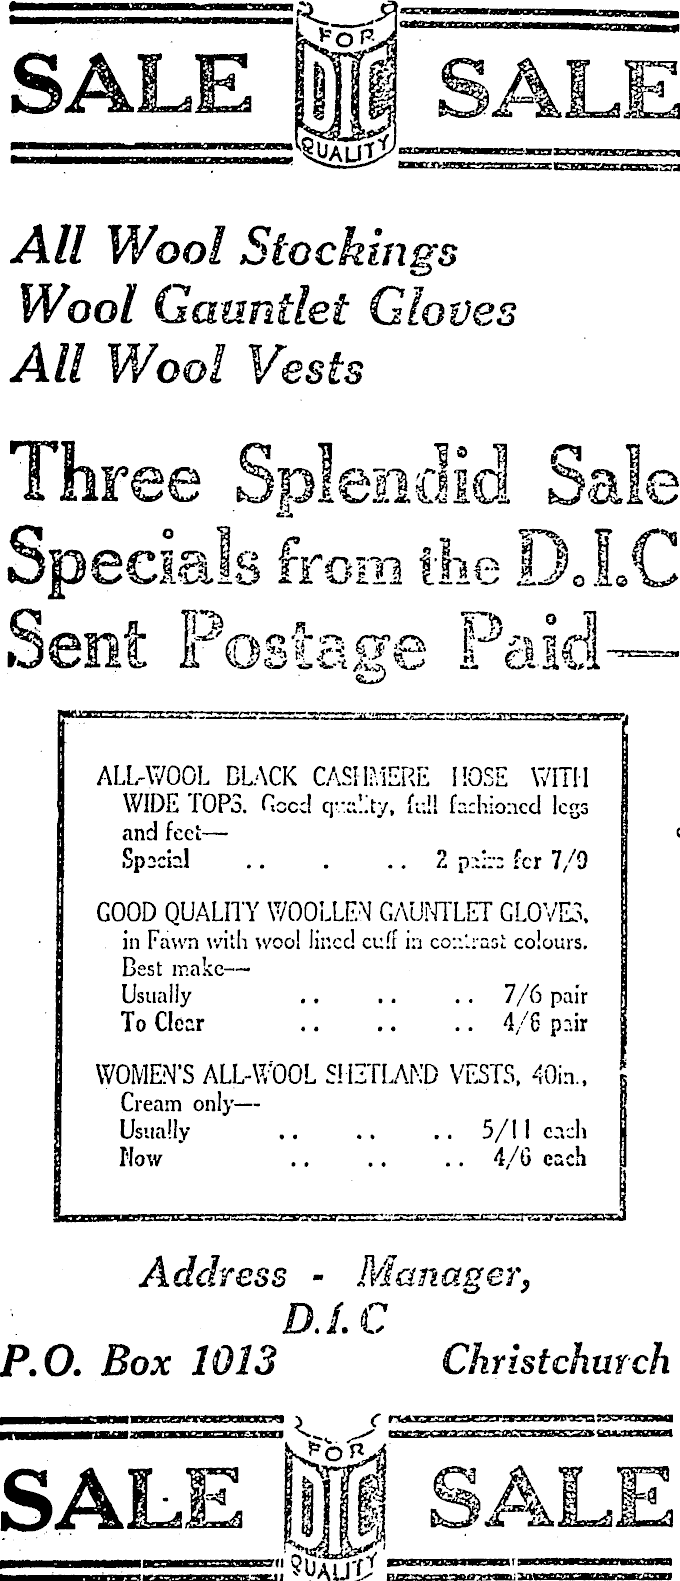 SALE FOR DIC QUALITY SALE
All Wool Stockings
Wool Gauntlet Gloves
All Wool Vests
Three Splendid Sale
Specials from the D.I.C
Sent Postage Paid—
ALL-WOOL BLACK CASHMERE HOSE WITH
WIDE TOPS. Good quality, full fashioned legs
and feet—
Special .. . .. 2 pairs for 7/9
GOOD QUALITY WOOLLEN GAUNTLET GLOVES,
in Fawn with wool lined cuff in contrast colours.
Best make—
Usually .. .. .. 7/6 pair
To Clear .. .. .. 4/6 pair
WOMEN'S ALL-WOOL SHETLAND VESTS, 40in.,
Cream only—
Usually .. .. .. 5/11 each
Now .. .. .. 4/6 each
Address - Manager,
D.I.C
P.O. Box 1013 Christchurch
SALE FOR DIC QUALITY SALE